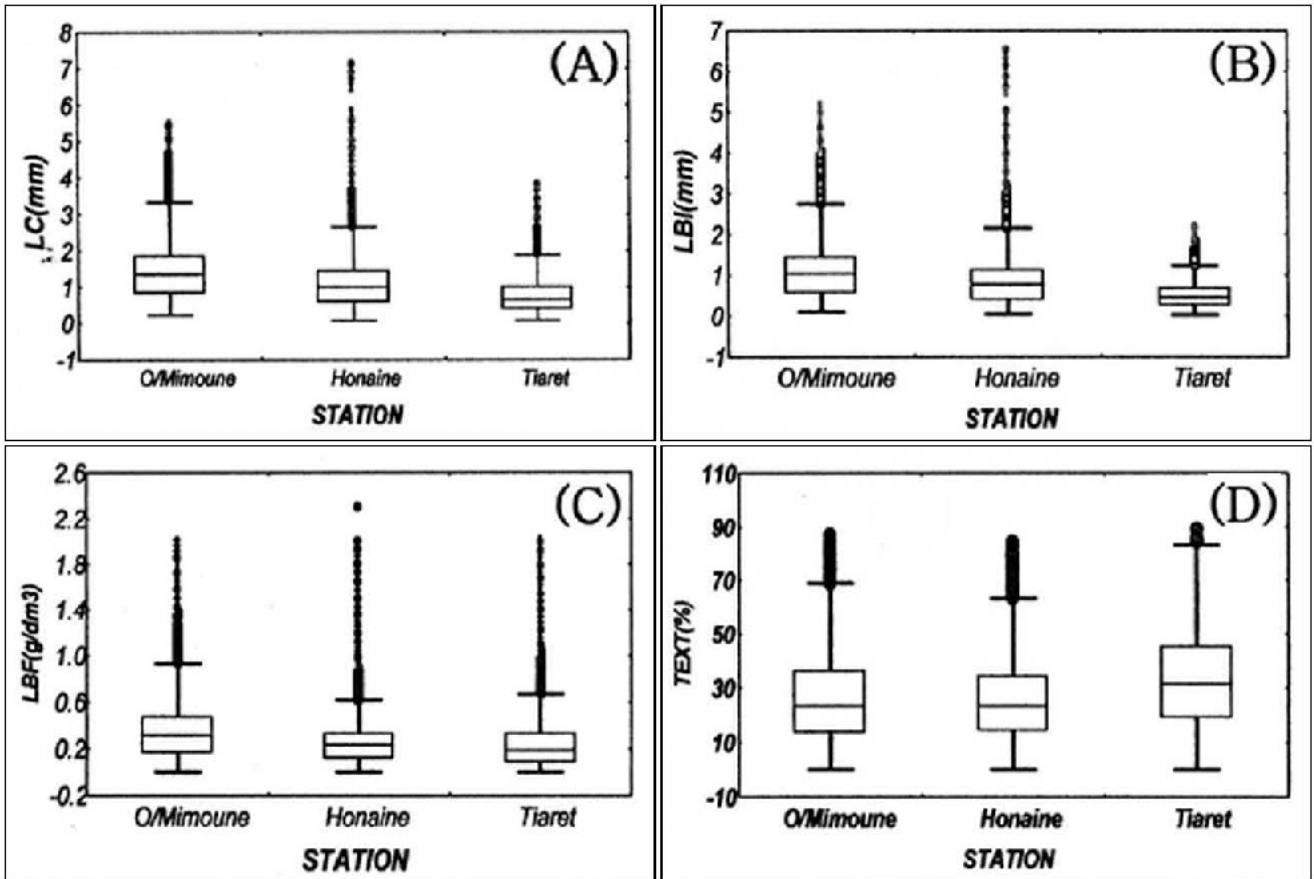 (A)
8
7
6
5
4
3
2
1
0
-1
LC(mm)
O/Mimoune Honaine Tiaret
STATION
(B)
7
6
5
4
3
2
1
0
-1
LBI(mm)
O/Mimoune Honaine Tiaret
STATION
(C)
2.6
2.2
1.8
1.4
1.0
0.6
0.2
-0.2
LBF(g/dm3)
O/Mimoune Honaine Tiaret
STATION
(D)
110
90
70
50
30
10
-10
TEXT(%)
O/Mimoune Honaine Tiaret
STATION